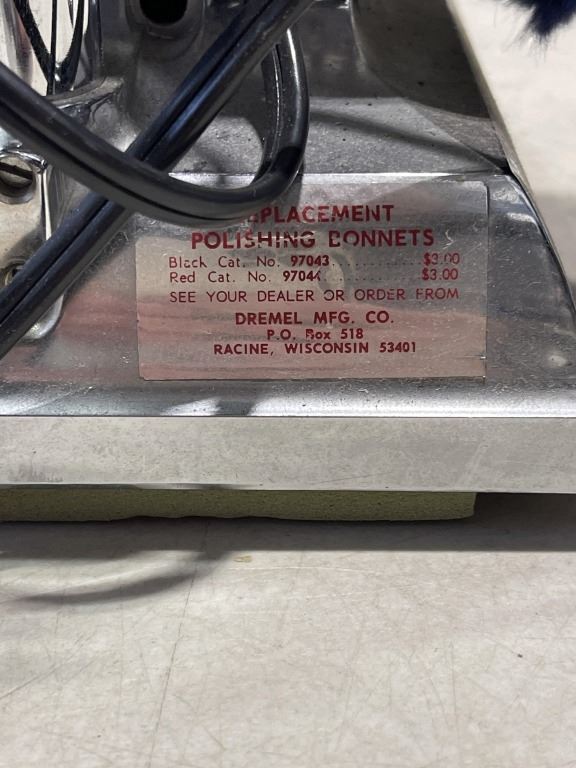 REPLACEMENT
POLISHING BONNETS
Black Cat. No. 97043............$3.00
Red Cat. No. 97044............$3.00
SEE YOUR DEALER OR ORDER FROM
DREMEL MFG. CO.
P.O. Box 518
RACINE, WISCONSIN 53401